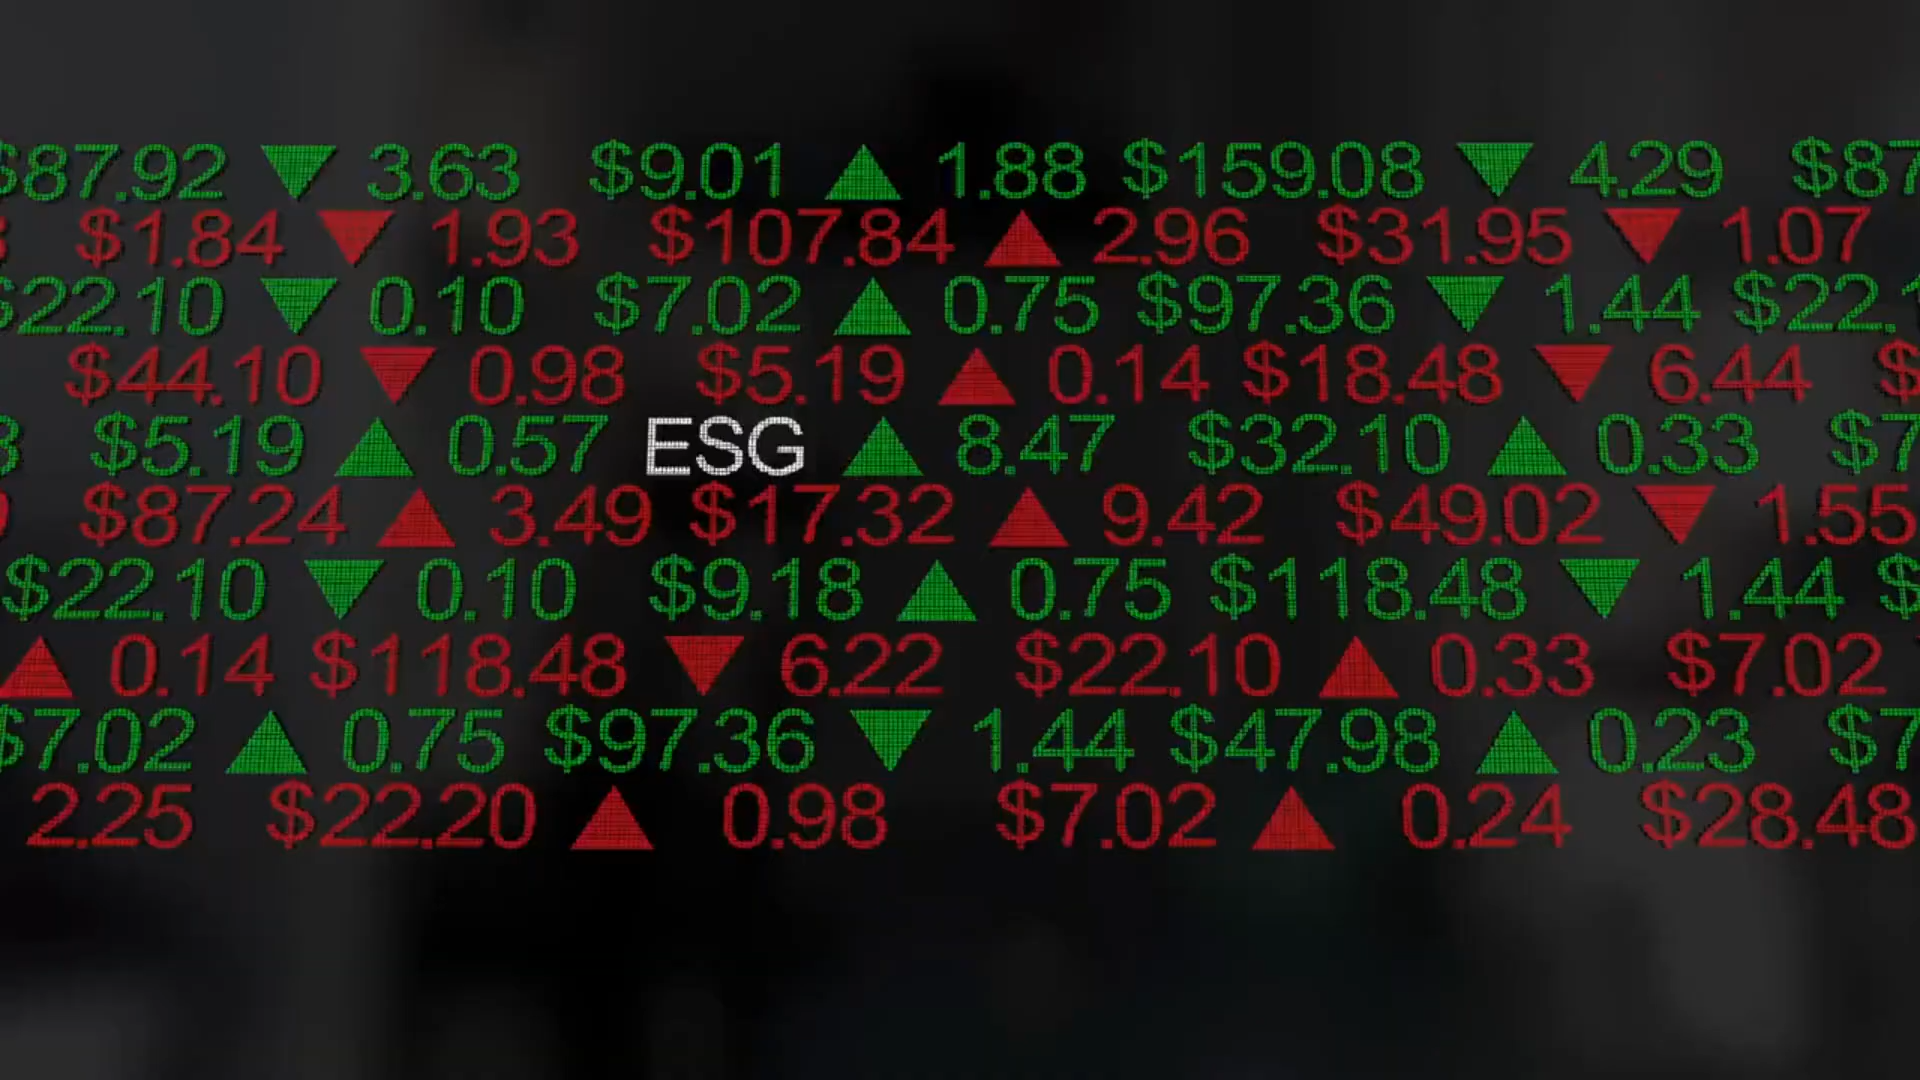 $87.92 ▼ 3.63 $9.01 ▲ 1.88 $159.08 ▼ 4.29 $87
$1.84 ▼ 1.93 $107.84 ▲ 2.96 $31.95 ▼ 1.07
$22.10 ▼ 0.10 $7.02 ▲ 0.75 $97.36 ▼ 1.44 $22.1
$44.10 ▼ 0.98 $5.19 ▲ 0.14 $18.48 ▼ 6.44 $
$5.19 ▲ 0.57 ESG ▲ 8.47 $32.10 ▲ 0.33 $7
$87.24 ▲ 3.49 $17.32 ▲ 9.42 $49.02 ▼ 1.55
$22.10 ▼ 0.10 $9.18 ▲ 0.75 $118.48 ▼ 1.44 $
▲ 0.14 $118.48 ▼ 6.22 $22.10 ▲ 0.33 $7.02
$7.02 ▲ 0.75 $97.36 ▼ 1.44 $47.98 ▲ 0.23 $7
2.25 $22.20 ▲ 0.98 $7.02 ▲ 0.24 $28.48